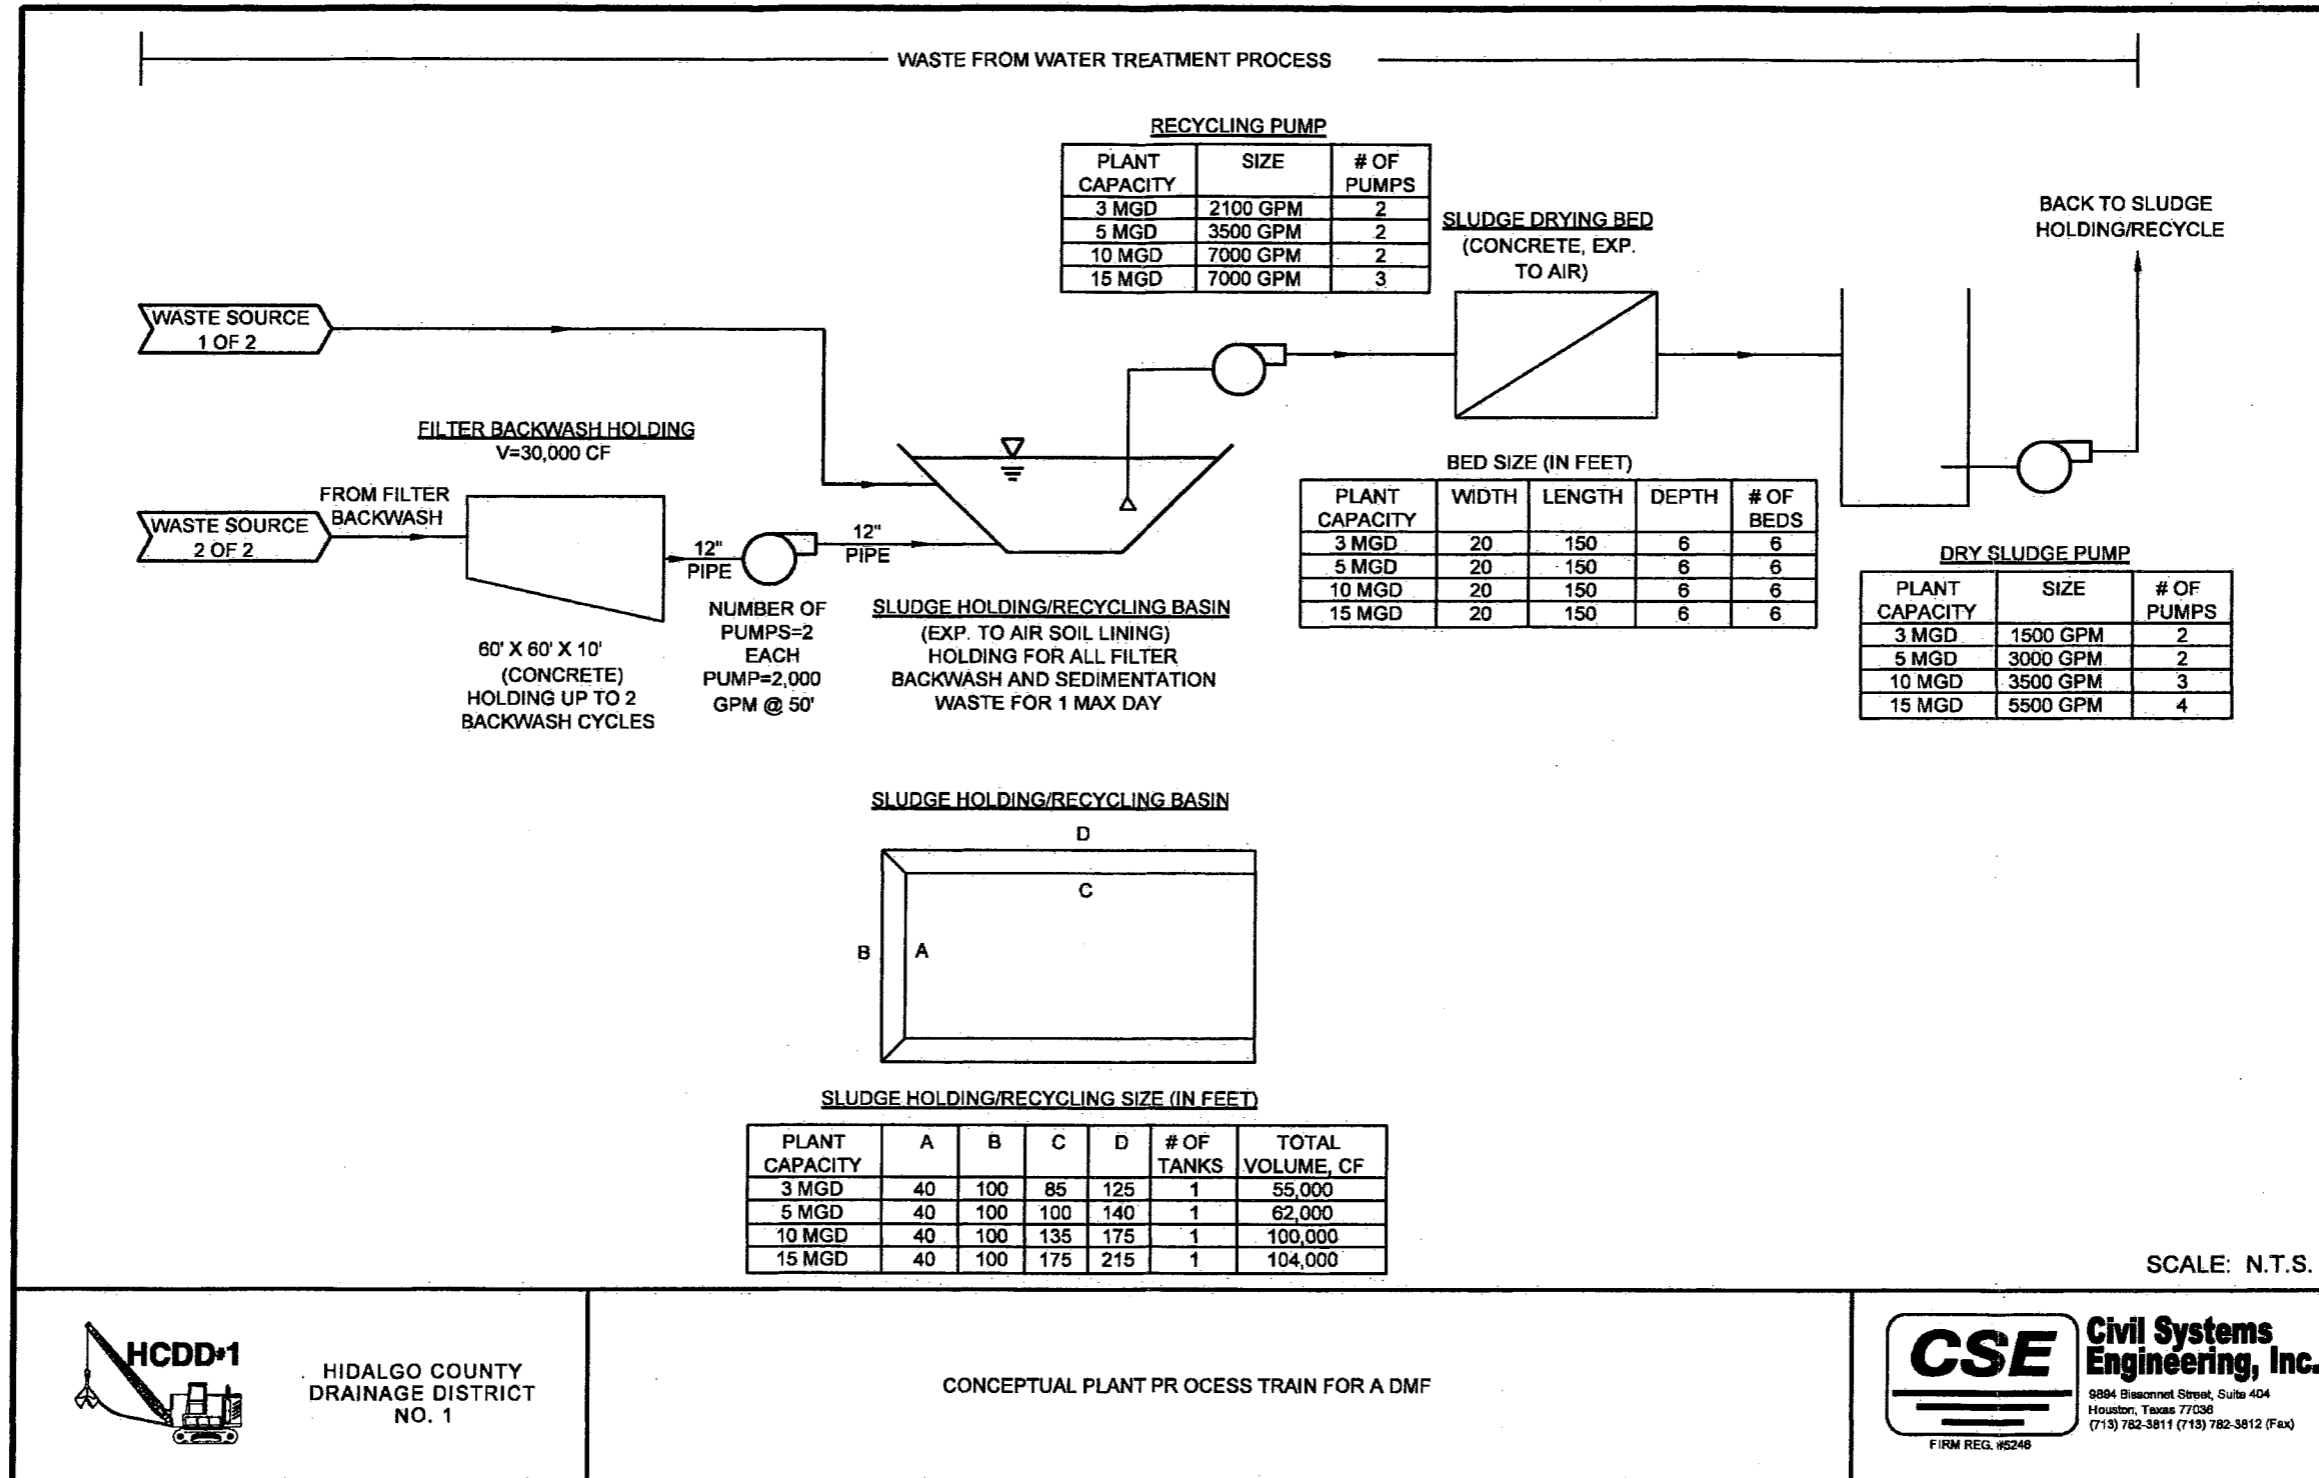 WASTE FROM WATER TREATMENT PROCESS
RECYCLING PUMP
PLANT CAPACITY SIZE # OF PUMPS
3 MGD 2100 GPM 2
5 MGD 3500 GPM 2
10 MGD 7000 GPM 2
15 MGD 7000 GPM 3
SLUDGE DRYING BED
(CONCRETE, EXP.
TO AIR)
BACK TO SLUDGE
HOLDING/RECYCLE
WASTE SOURCE
1 OF 2
FILTER BACKWASH HOLDING
V=30,000 CF
FROM FILTER
BACKWASH
WASTE SOURCE
2 OF 2
12"
PIPE
12"
PIPE
60' X 60' X 10'
(CONCRETE)
HOLDING UP TO 2
BACKWASH CYCLES
NUMBER OF
PUMPS=2
EACH
PUMP=2,000
GPM @ 50'
SLUDGE HOLDING/RECYCLING BASIN
(EXP. TO AIR SOIL LINING)
HOLDING FOR ALL FILTER
BACKWASH AND SEDIMENTATION
WASTE FOR 1 MAX DAY
BED SIZE (IN FEET)
PLANT CAPACITY WIDTH LENGTH DEPTH # OF BEDS
3 MGD 20 150 6 6
5 MGD 20 150 6 6
10 MGD 20 150 6 6
15 MGD 20 150 6 6
DRY SLUDGE PUMP
PLANT CAPACITY SIZE # OF PUMPS
3 MGD 1500 GPM 2
5 MGD 3000 GPM 2
10 MGD 3500 GPM 3
15 MGD 5500 GPM 4
SLUDGE HOLDING/RECYCLING BASIN
D
C
B
A
SLUDGE HOLDING/RECYCLING SIZE (IN FEET)
PLANT CAPACITY A B C D # OF TANKS TOTAL VOLUME, CF
3 MGD 40 100 85 125 1 55,000
5 MGD 40 100 100 140 1 62,000
10 MGD 40 100 135 175 1 100,000
15 MGD 40 100 175 215 1 104,000
SCALE: N.T.S.
HCDD#1
HIDALGO COUNTY
DRAINAGE DISTRICT
NO. 1
CONCEPTUAL PLANT PR OCESS TRAIN FOR A DMF
CSE
FIRM REG. #5246
Civil Systems
Engineering, Inc.
9894 Bissonnet Street, Suite 404
Houston, Texas 77036
(713) 782-3811 (713) 782-3812 (Fax)